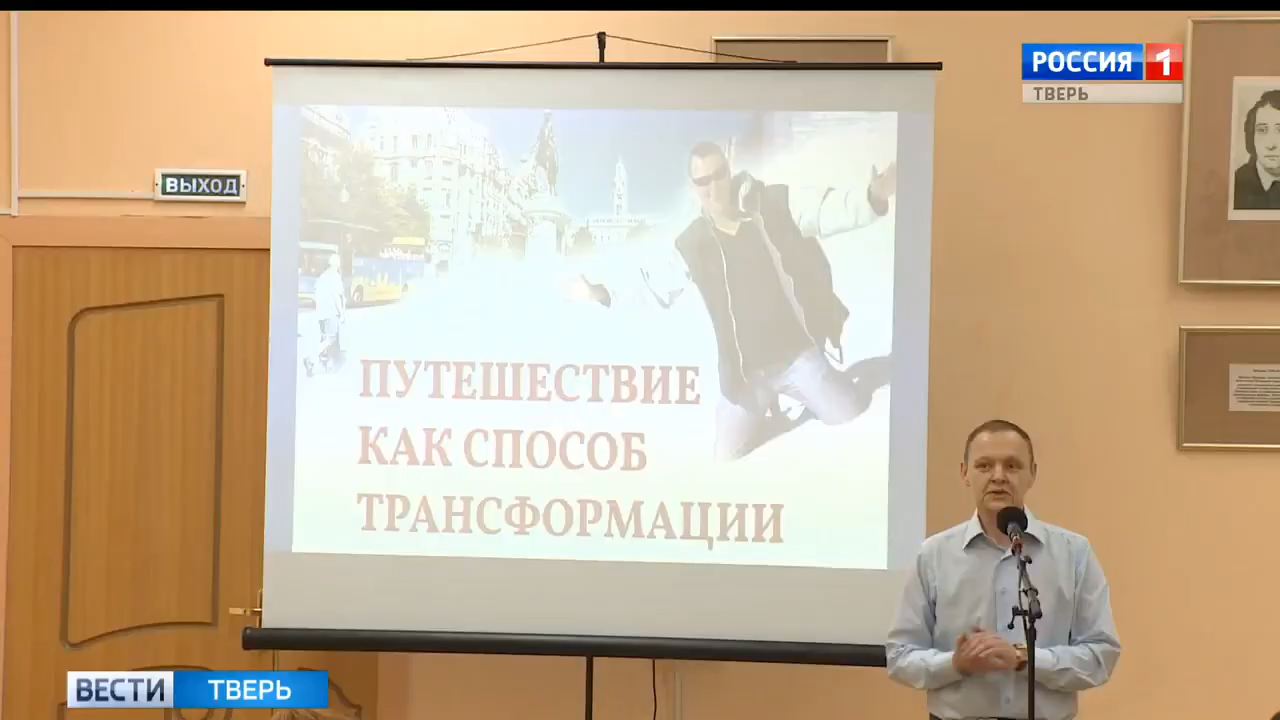 РОССИЯ 1
ТВЕРЬ
ВЫХОД
ПУТЕШЕСТВИЕ
КАК СПОСОБ
ТРАНСФОРМАЦИИ
ВЕСТИ ТВЕРЬ